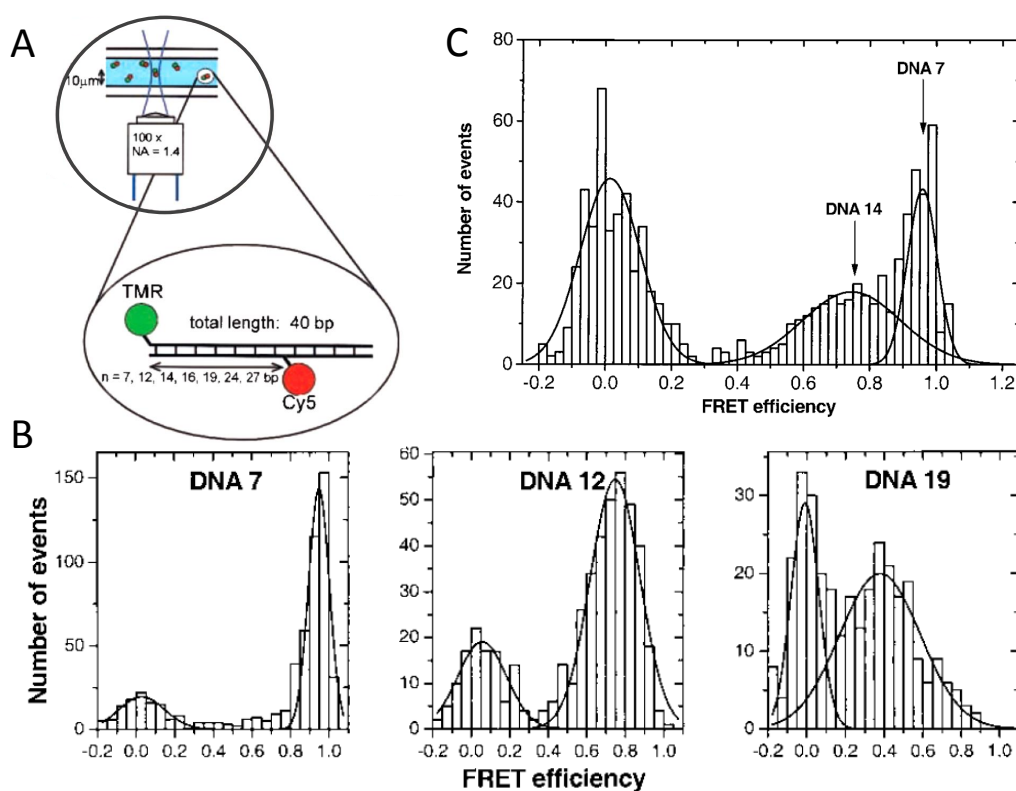 A
10μm
100 x
NA = 1.4
TMR
total length: 40 bp
n = 7, 12, 14, 16, 19, 24, 27 bp
Cy5
C
Number of events
80
60
40
20
0
DNA 7
DNA 14
-0.2 0.0 0.2 0.4 0.6 0.8 1.0 1.2
FRET efficiency
B
Number of events
150
100
50
0
DNA 7
-0.2 0.0 0.2 0.4 0.6 0.8 1.0
60
50
40
30
20
10
0
DNA 12
-0.2 0.0 0.2 0.4 0.6 0.8 1.0
30
20
10
0
DNA 19
-0.2 0.0 0.2 0.4 0.6 0.8 1.0
FRET efficiency